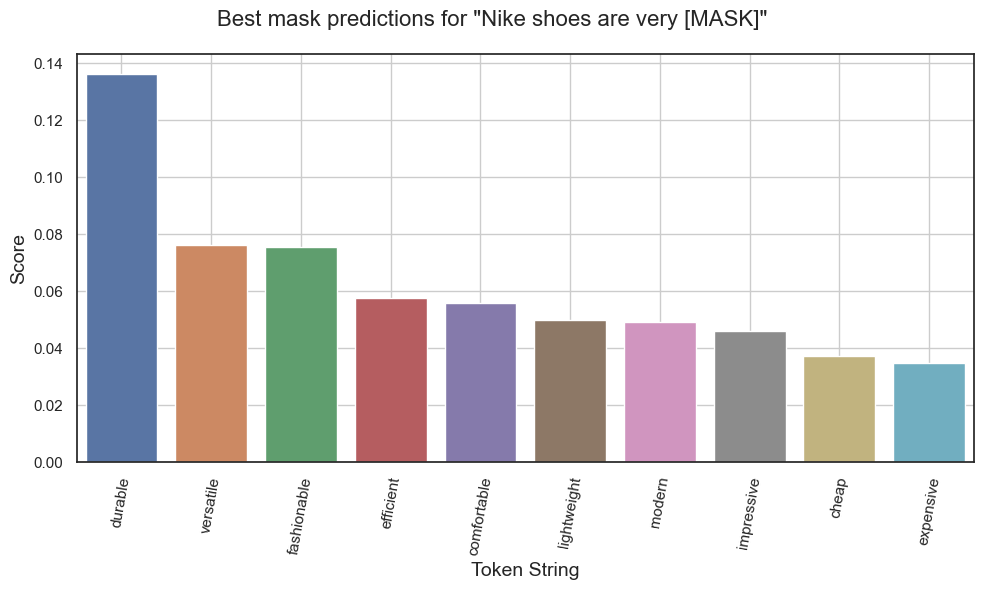 Best mask predictions for "Nike shoes are very [MASK]"
0.14
0.12
0.10
0.08
0.06
0.04
0.02
0.00
Score
durable
versatile
fashionable
efficient
comfortable
lightweight
modern
impressive
cheap
expensive
Token String